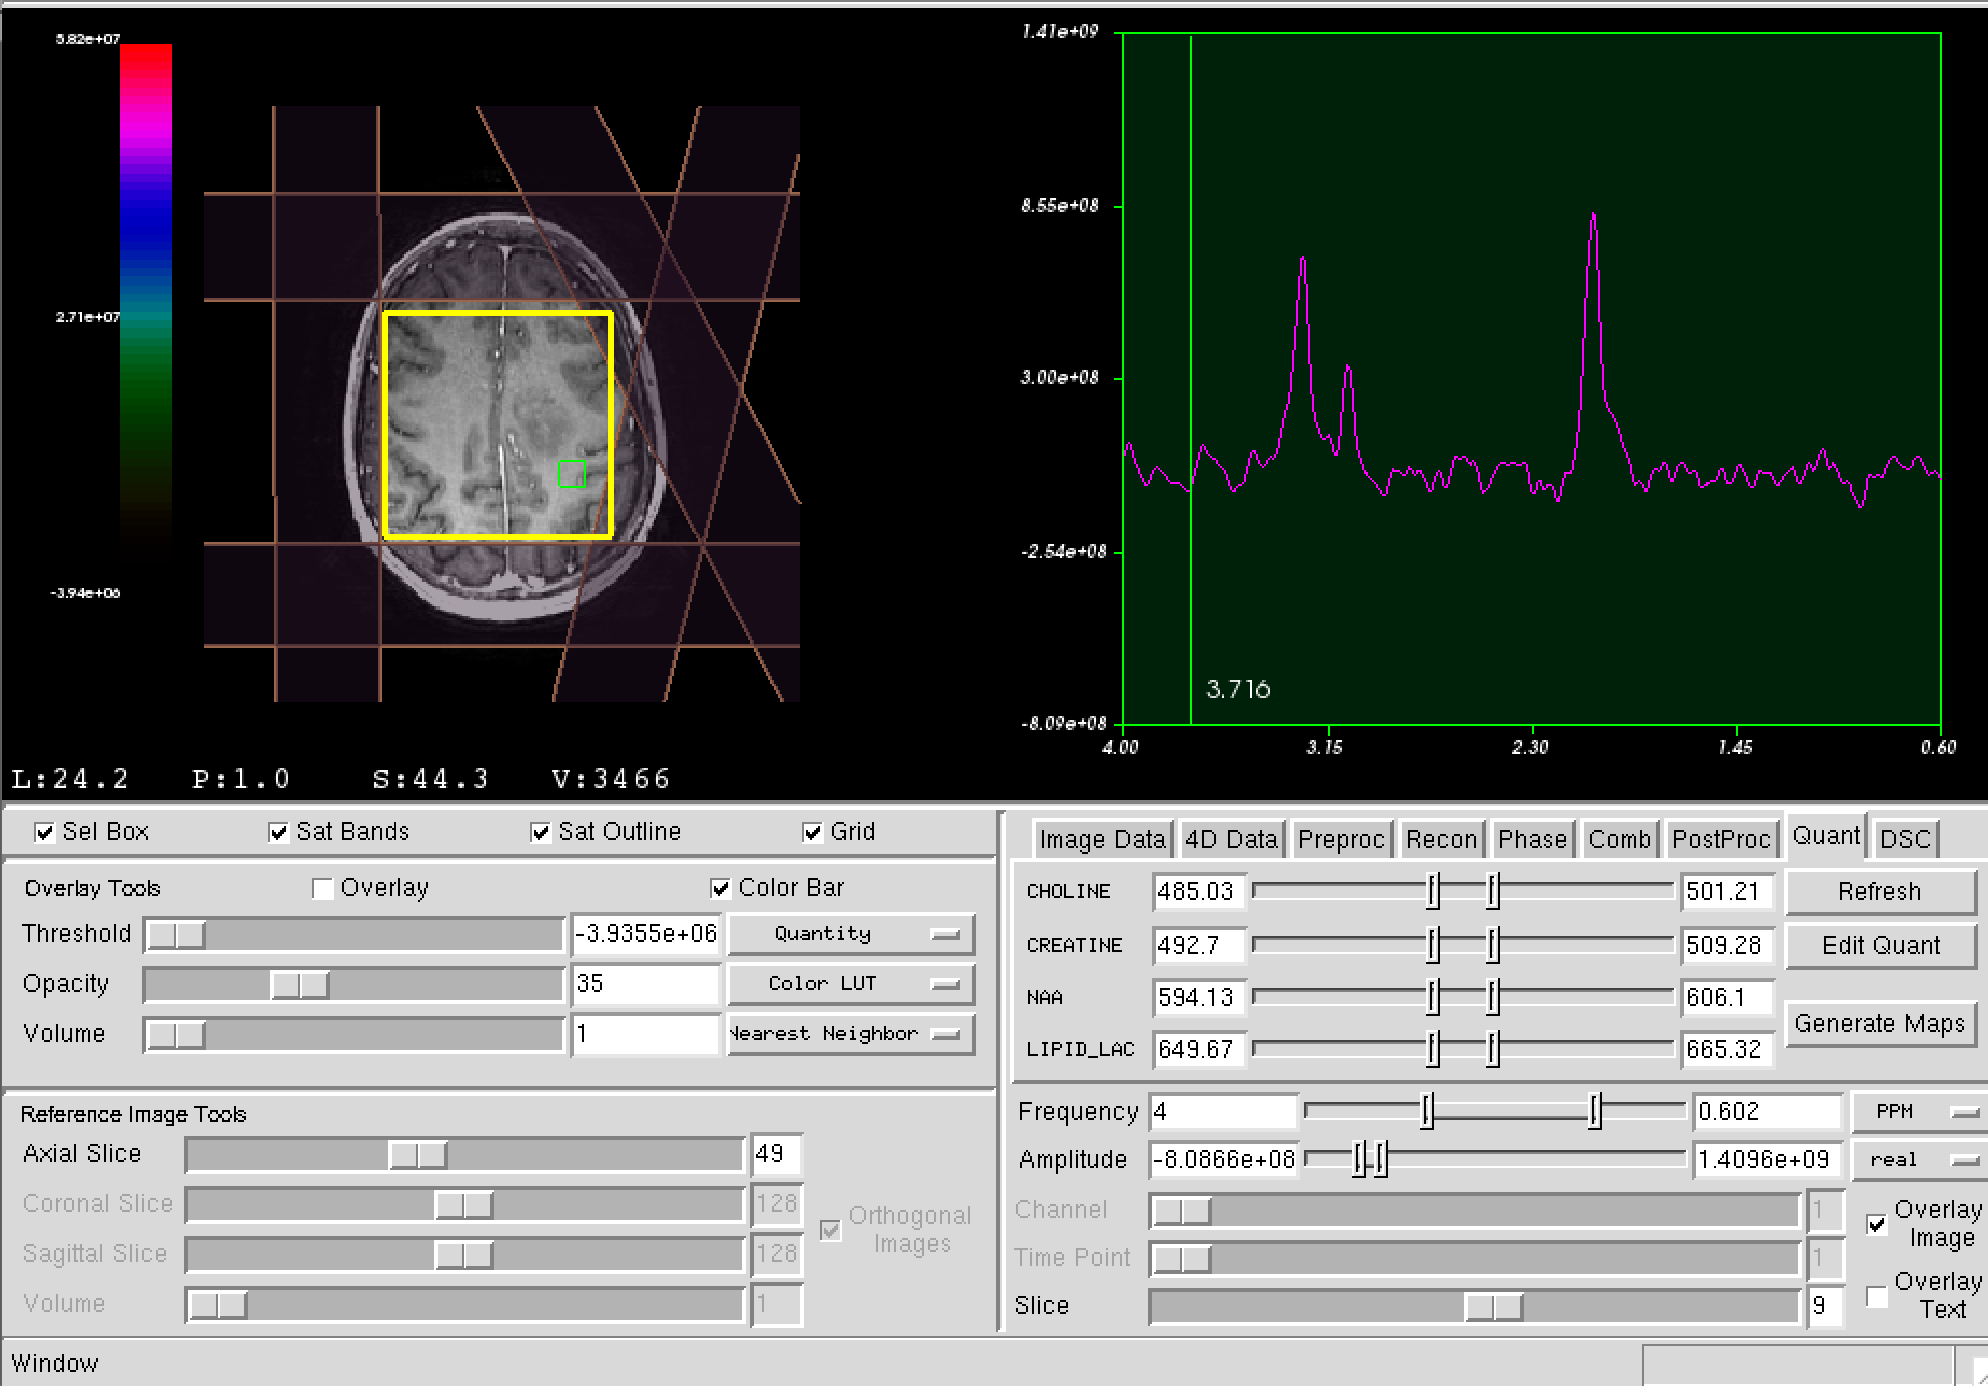 5.82e+07
2.71e+07
-3.94e+06
1.41e+09
8.55e+08
3.00e+08
-2.54e+08
-8.09e+08
3.716
4.00 3.15 2.30 1.45 0.60
L:24.2 P:1.0 S:44.3 V:3466
Sel Box Sat Bands Sat Outline Grid
Overlay Tools Overlay Color Bar
Threshold -3.9355e+06 Quantity
Opacity 35 Color LUT
Volume 1 Nearest Neighbor
Reference Image Tools
Axial Slice 49
Coronal Slice 128
Sagittal Slice 128
Orthogonal
Images
Volume 1
Image Data 4D Data Preproc Recon Phase Comb PostProc Quant DSC
CHOLINE 485.03 501.21 Refresh
CREATINE 492.7 509.28 Edit Quant
NAA 594.13 606.1
Generate Maps
LIPID_LAC 649.67 665.32
Frequency 4 0.602 PPM
Amplitude -8.0866e+08 1.4096e+09 real
Channel 1
Overlay
Image
Time Point 1
Overlay
Text
Slice 9
Window